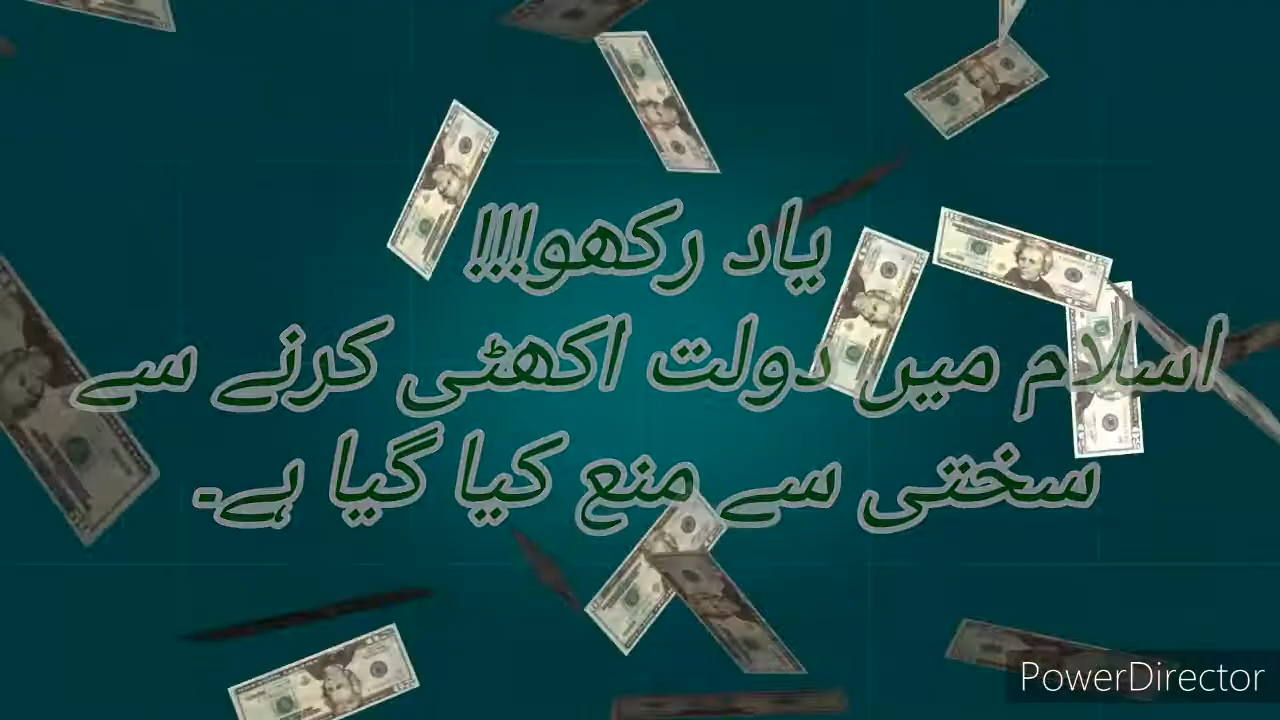 یاد رکھو!!!!
اسلام میں دولت اکھٹی کرنے سے
سختی سے منع کیا گیا ہے۔
PowerDirector